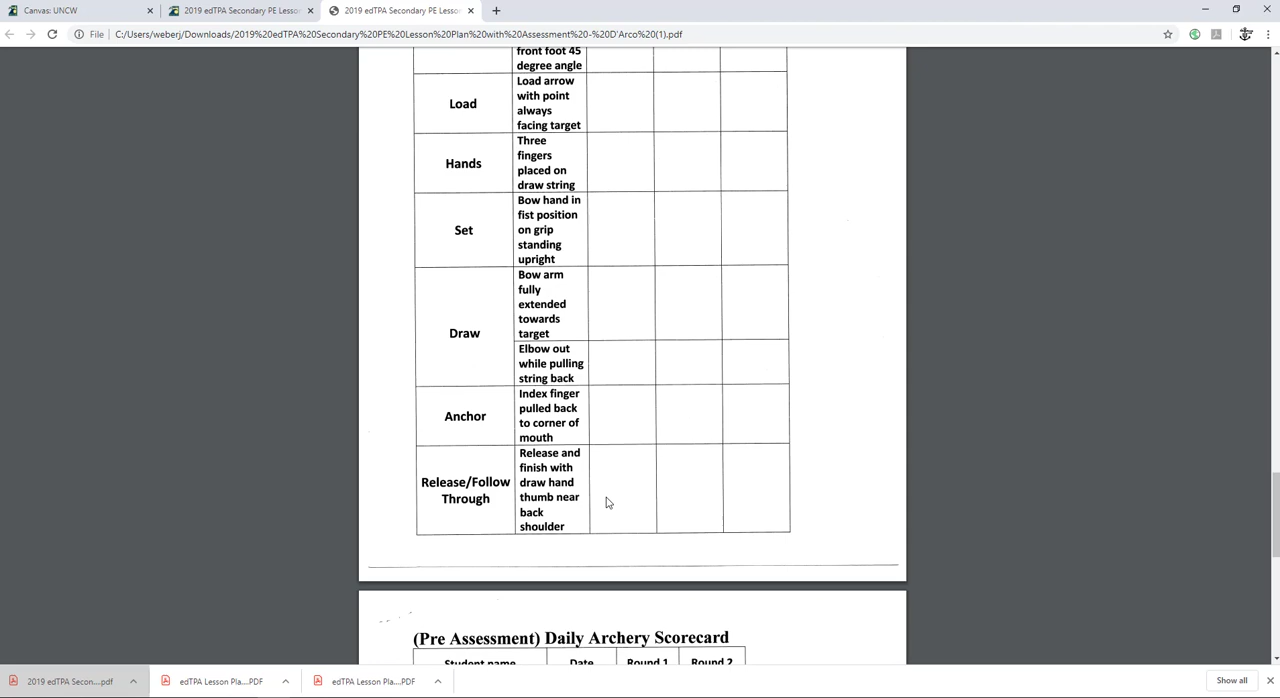 Canvas: UNCW
2019 edTPA Secondary PE Lesso
2019 edTPA Secondary PE Lesso
File
C:/Users/weberj/Downloads/2019%20edTPA%20Secondary%20PE%20Lesson%20Plan%20with%20Assessment%20-%20D'Arco%20(1).pdf
front foot 45
degree angle
Load
Load arrow
with point
always
facing target
Hands
Three
fingers
placed on
draw string
Set
Bow hand in
fist position
on grip
standing
upright
Draw
Bow arm
fully
extended
towards
target
Elbow out
while pulling
string back
Anchor
Index finger
pulled back
to corner of
mouth
Release/Follow
Through
Release and
finish with
draw hand
thumb near
back
shoulder
(Pre Assessment) Daily Archery Scorecard
Student name Date Round 1 Round 2
2019 edTPA Secon....pdf
edTPA Lesson Pla....PDF
edTPA Lesson Pla....PDF
Show all